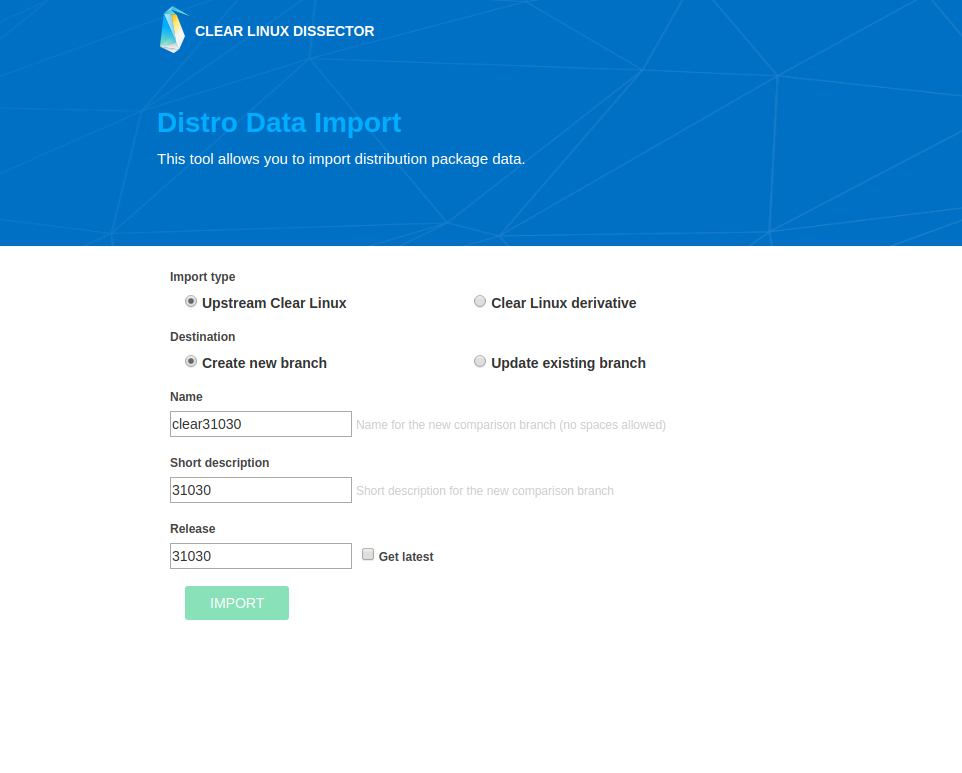 CLEAR LINUX DISSECTOR
Distro Data Import
This tool allows you to import distribution package data.
Import type
Upstream Clear Linux Clear Linux derivative
Destination
Create new branch Update existing branch
Name
clear31030 Name for the new comparison branch (no spaces allowed)
Short description
31030 Short description for the new comparison branch
Release
31030 Get latest
IMPORT